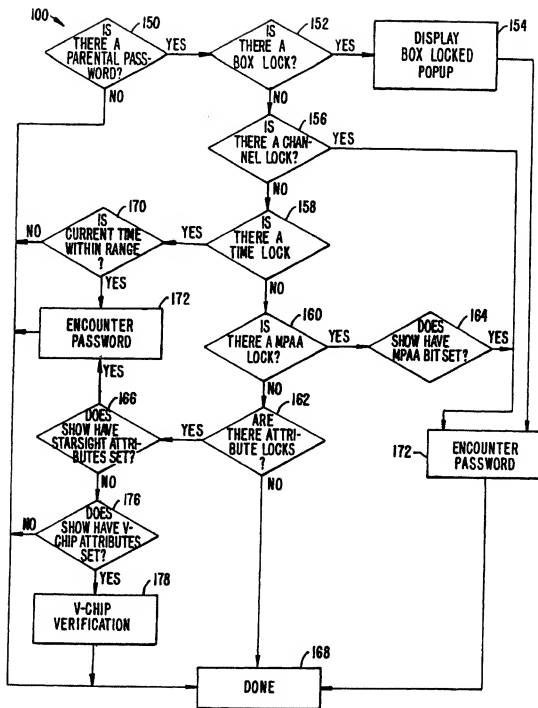 100
150
IS
THERE A
PARENTAL PASS-
WORD?
YES
NO
152
IS
THERE A
BOX LOCK?
YES
NO
154
DISPLAY
BOX LOCKED
POPUP
156
IS
THERE A CHAN-
NEL LOCK?
YES
NO
158
IS
THERE A
TIME LOCK
YES
NO
170
IS
CURRENT TIME
WITHIN RANGE
?
NO
YES
172
ENCOUNTER
PASSWORD
160
IS
THERE A MPAA
LOCK?
YES
NO
164
DOES
SHOW HAVE
MPAA BIT SET?
YES
162
ARE
THERE ATTRI-
BUTE LOCKS
?
YES
NO
166
DOES
SHOW HAVE
STARSIGHT ATTRI-
BUTES SET?
YES
NO
172
ENCOUNTER
PASSWORD
176
DOES
SHOW HAVE V-
CHIP ATTRIBUTES
SET?
NO
YES
178
V-CHIP
VERIFICATION
168
DONE